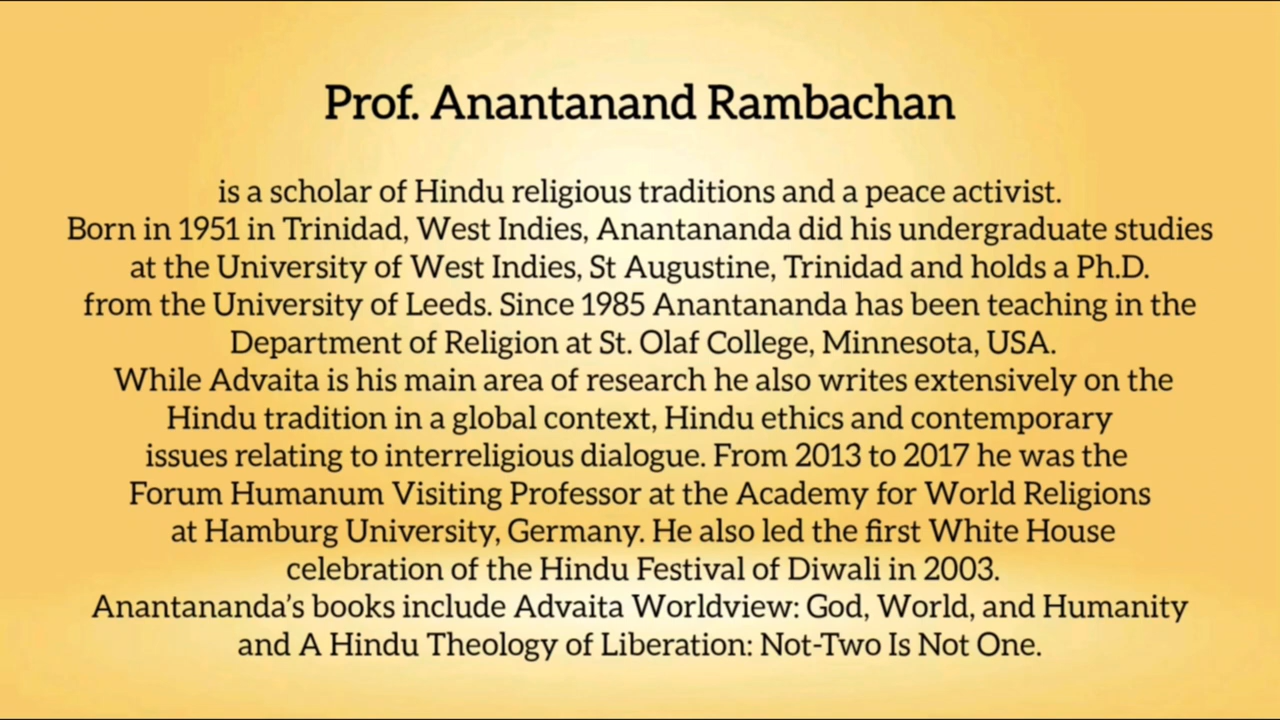 Prof. Anantanand Rambachan
is a scholar of Hindu religious traditions and a peace activist.
Born in 1951 in Trinidad, West Indies, Anantananda did his undergraduate studies
at the University of West Indies, St Augustine, Trinidad and holds a Ph.D.
from the University of Leeds. Since 1985 Anantananda has been teaching in the
Department of Religion at St. Olaf College, Minnesota, USA.
While Advaita is his main area of research he also writes extensively on the
Hindu tradition in a global context, Hindu ethics and contemporary
issues relating to interreligious dialogue. From 2013 to 2017 he was the
Forum Humanum Visiting Professor at the Academy for World Religions
at Hamburg University, Germany. He also led the first White House
celebration of the Hindu Festival of Diwali in 2003.
Anantananda’s books include Advaita Worldview: God, World, and Humanity
and A Hindu Theology of Liberation: Not-Two Is Not One.